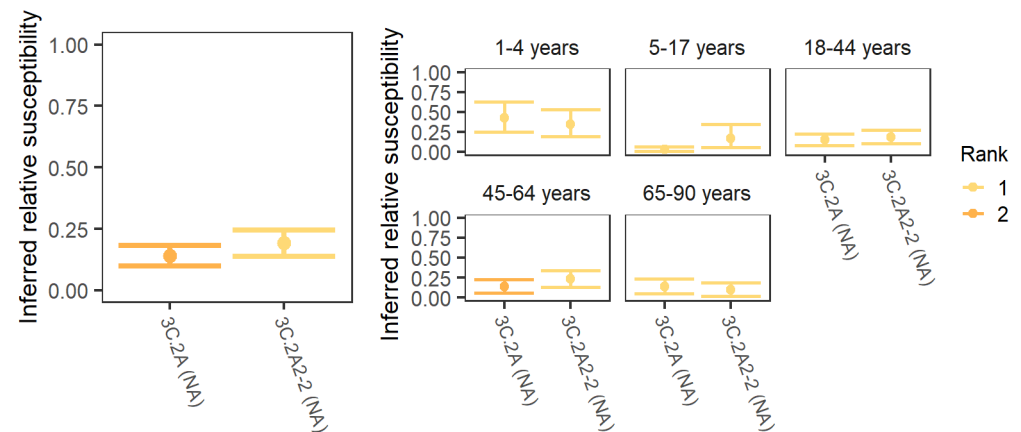 Inferred relative susceptibility
1.00
0.75
0.50
0.25
0.00
3C.2A (NA)
3C.2A2-2 (NA)
Inferred relative susceptibility
1-4 years
5-17 years
18-44 years
1.00
0.75
0.50
0.25
0.00
3C.2A (NA)
3C.2A2-2 (NA)
45-64 years
65-90 years
1.00
0.75
0.50
0.25
0.00
3C.2A (NA)
3C.2A2-2 (NA)
3C.2A (NA)
3C.2A2-2 (NA)
Rank
1
2